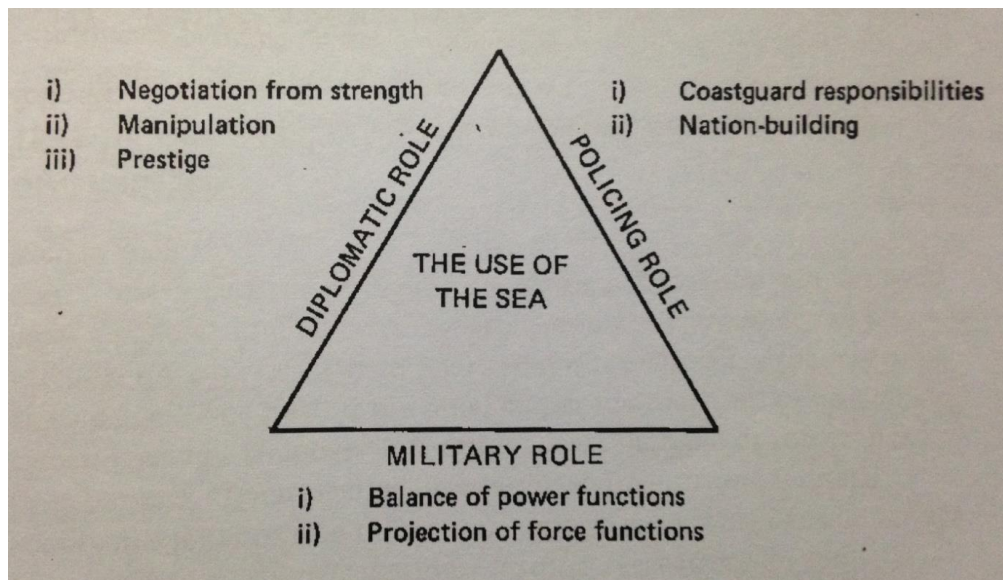 i) Negotiation from strength
ii) Manipulation
iii) Prestige
DIPLOMATIC ROLE
i) Coastguard responsibilities
ii) Nation-building
POLICING ROLE
THE USE OF
THE SEA
MILITARY ROLE
i) Balance of power functions
ii) Projection of force functions